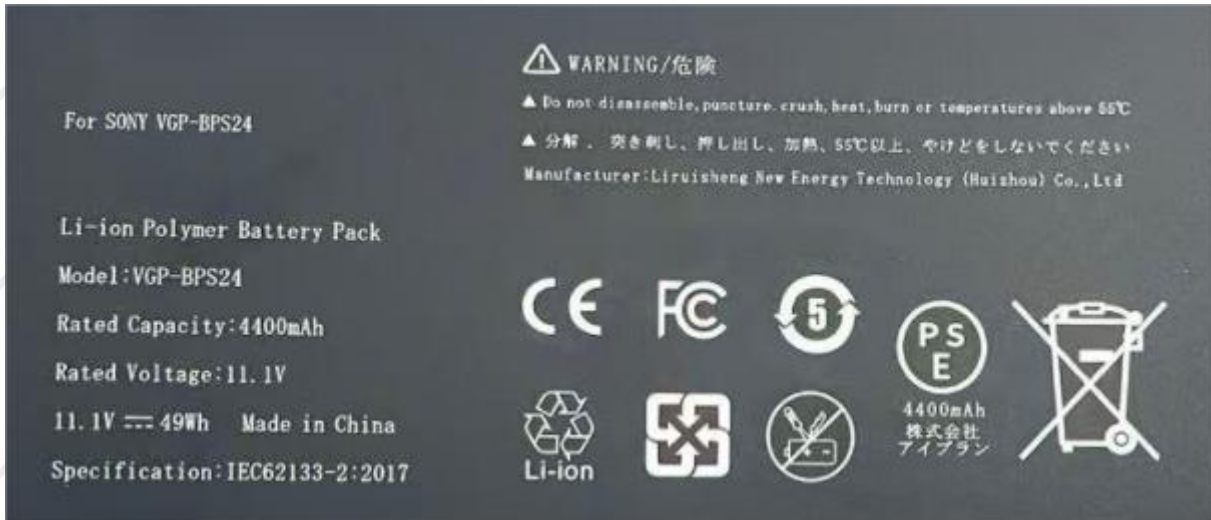 For SONY VGP-BPS24
Li-ion Polymer Battery Pack
Model:VGP-BPS24
Rated Capacity:4400mAh
Rated Voltage:11.1V
11.1V ⎓ 49Wh Made in China
Specification:IEC62133-2:2017
WARNING/危険
▲ Do not disassemble,puncture.crush,heat,burn or temperatures above 55℃
▲ 分解 . 突き刺し、押し出し、加熱、55℃以上、やけどをしないでください
Manufacturer:Liruisheng New Energy Technology (Huizhou) Co.,Ltd
CE FC 5
PS
E
4400mAh
株式会社
アイプラン
Li-ion